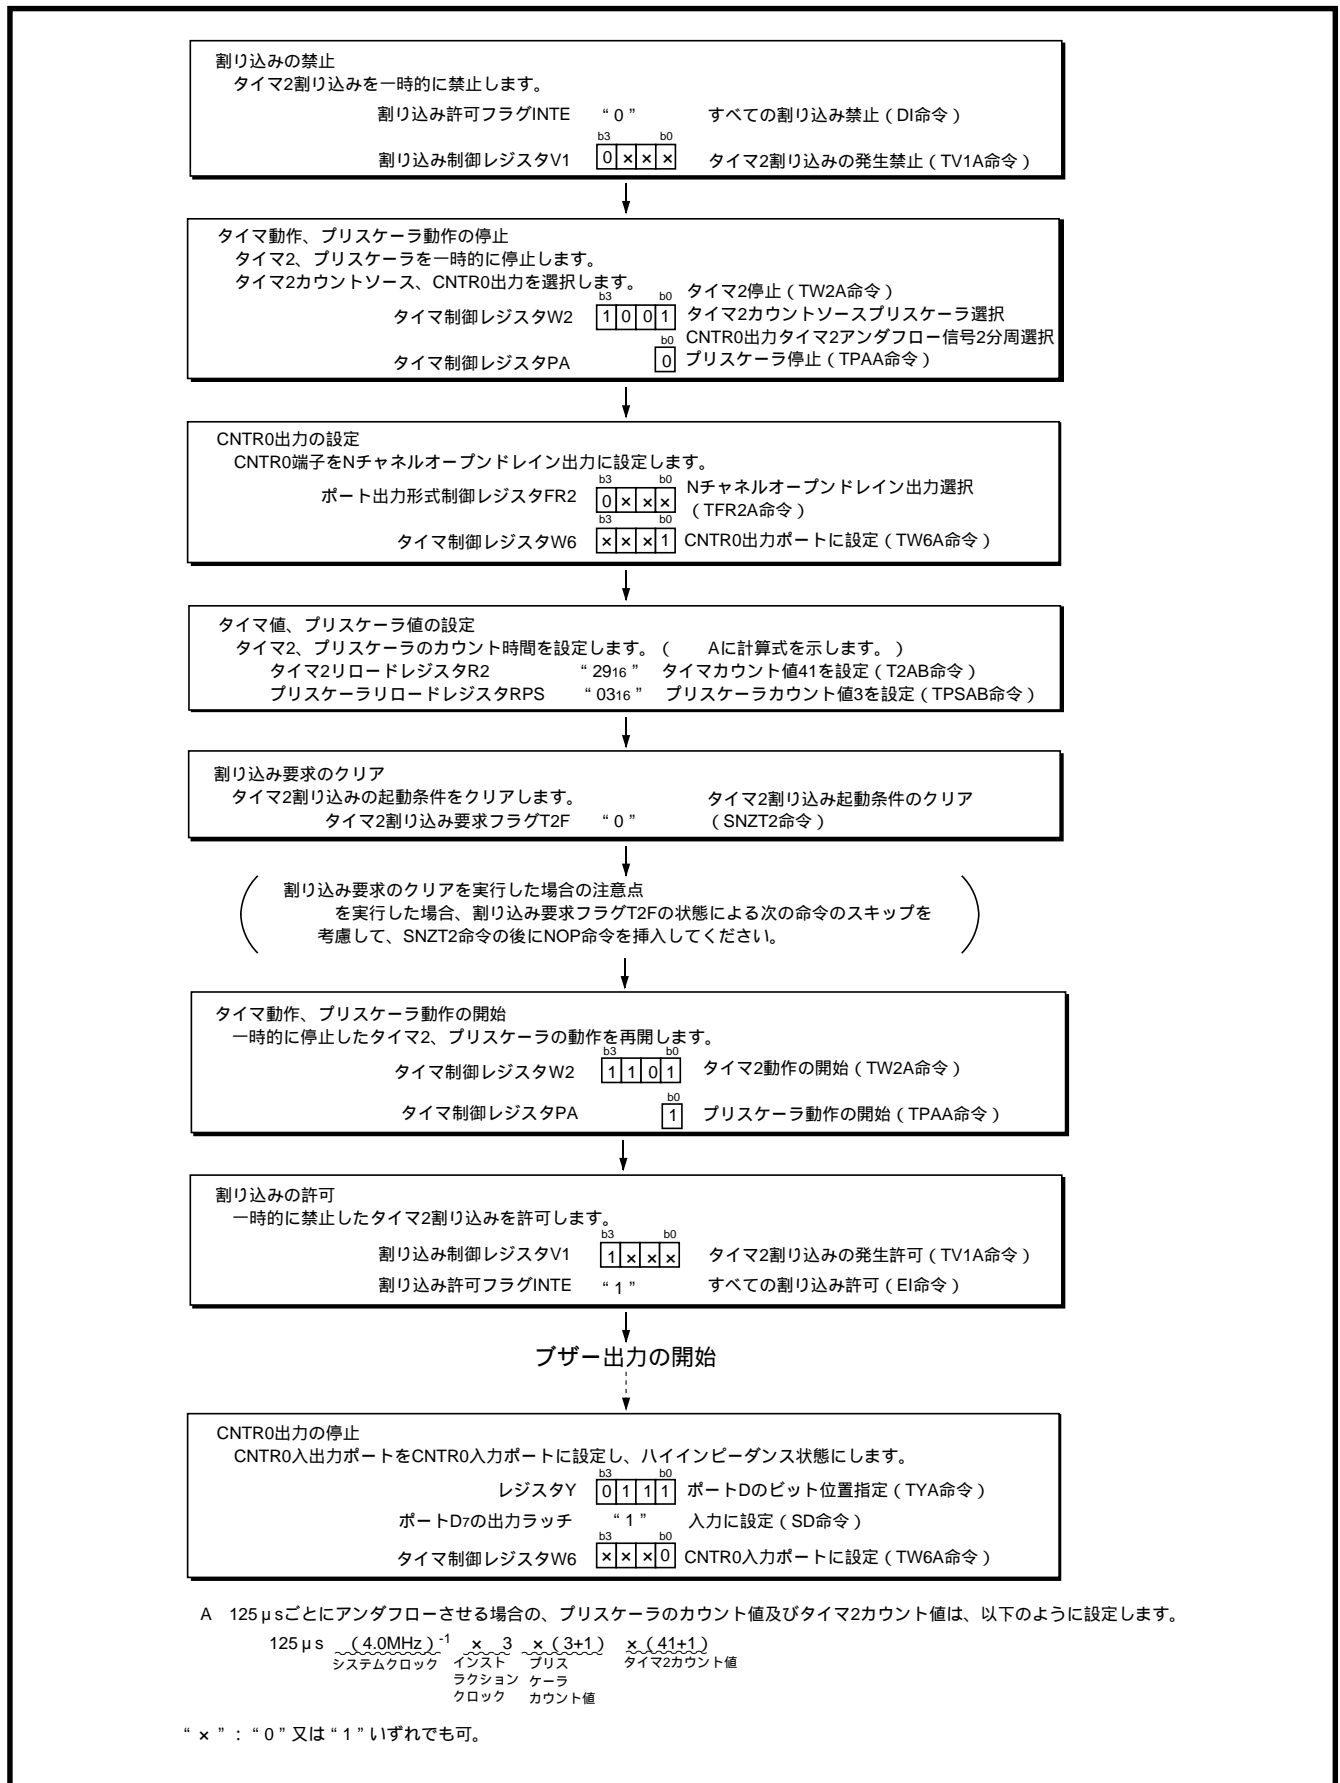 割り込みの禁止
タイマ2割り込みを一時的に禁止します。
割り込み許可フラグINTE “ 0 ” すべての割り込み禁止 ( DI命令 )
b3 b0
割り込み制御レジスタV1 0 × × × タイマ2割り込みの発生禁止 ( TV1A命令 )
タイマ動作、プリスケーラ動作の停止
タイマ2、プリスケーラを一時的に停止します。
タイマ2カウントソース、CNTR0出力を選択します。
b3 b0 タイマ2停止 ( TW2A命令 )
タイマ制御レジスタW2 1 0 0 1 タイマ2カウントソースプリスケーラ選択
b0 CNTR0出力タイマ2アンダフロー信号2分周選択
タイマ制御レジスタPA 0 プリスケーラ停止 ( TPAA命令 )
CNTR0出力の設定
CNTR0端子をNチャネルオープンドレイン出力に設定します。
b3 b0
ポート出力形式制御レジスタFR2 0 × × × Nチャネルオープンドレイン出力選択
( TFR2A命令 )
b3 b0
タイマ制御レジスタW6 × × × 1 CNTR0出力ポートに設定 ( TW6A命令 )
タイマ値、プリスケーラ値の設定
タイマ2、プリスケーラのカウント時間を設定します。 ( Aに計算式を示します。 )
タイマ2リロードレジスタR2 “ 2916 ” タイマカウント値41を設定 ( T2AB命令 )
プリスケーラリロードレジスタRPS “ 0316 ” プリスケーラカウント値3を設定 ( TPSAB命令 )
割り込み要求のクリア
タイマ2割り込みの起動条件をクリアします。 タイマ2割り込み起動条件のクリア
タイマ2割り込み要求フラグT2F “ 0 ” ( SNZT2命令 )
割り込み要求のクリアを実行した場合の注意点
を実行した場合、割り込み要求フラグT2Fの状態による次の命令のスキップを
考慮して、SNZT2命令の後にNOP命令を挿入してください。
タイマ動作、プリスケーラ動作の開始
一時的に停止したタイマ2、プリスケーラの動作を再開します。
b3 b0
タイマ制御レジスタW2 1 1 0 1 タイマ2動作の開始 ( TW2A命令 )
b0
タイマ制御レジスタPA 1 プリスケーラ動作の開始 ( TPAA命令 )
割り込みの許可
一時的に禁止したタイマ2割り込みを許可します。
b3 b0
割り込み制御レジスタV1 1 × × × タイマ2割り込みの発生許可 ( TV1A命令 )
割り込み許可フラグINTE “ 1 ” すべての割り込み許可 ( EI命令 )
ブザー出力の開始
CNTR0出力の停止
CNTR0入出力ポートをCNTR0入力ポートに設定し、ハイインピーダンス状態にします。
b3 b0
レジスタY 0 1 1 1 ポートDのビット位置指定 ( TYA命令 )
ポートD7の出力ラッチ “ 1 ” 入力に設定 ( SD命令 )
b3 b0
タイマ制御レジスタW6 × × × 0 CNTR0入力ポートに設定 ( TW6A命令 )
A 125 μ sごとにアンダフローさせる場合の、プリスケーラのカウント値及びタイマ2カウント値は、以下のように設定します。
125 μ s ( 4.0MHz ) -1 × 3 × ( 3+1 ) × ( 41+1 )
システムクロック インスト プリス タイマ2カウント値
ラクション ケーラ
クロック カウント値
“ × ” : “ 0 ” 又は “ 1 ” いずれでも可。